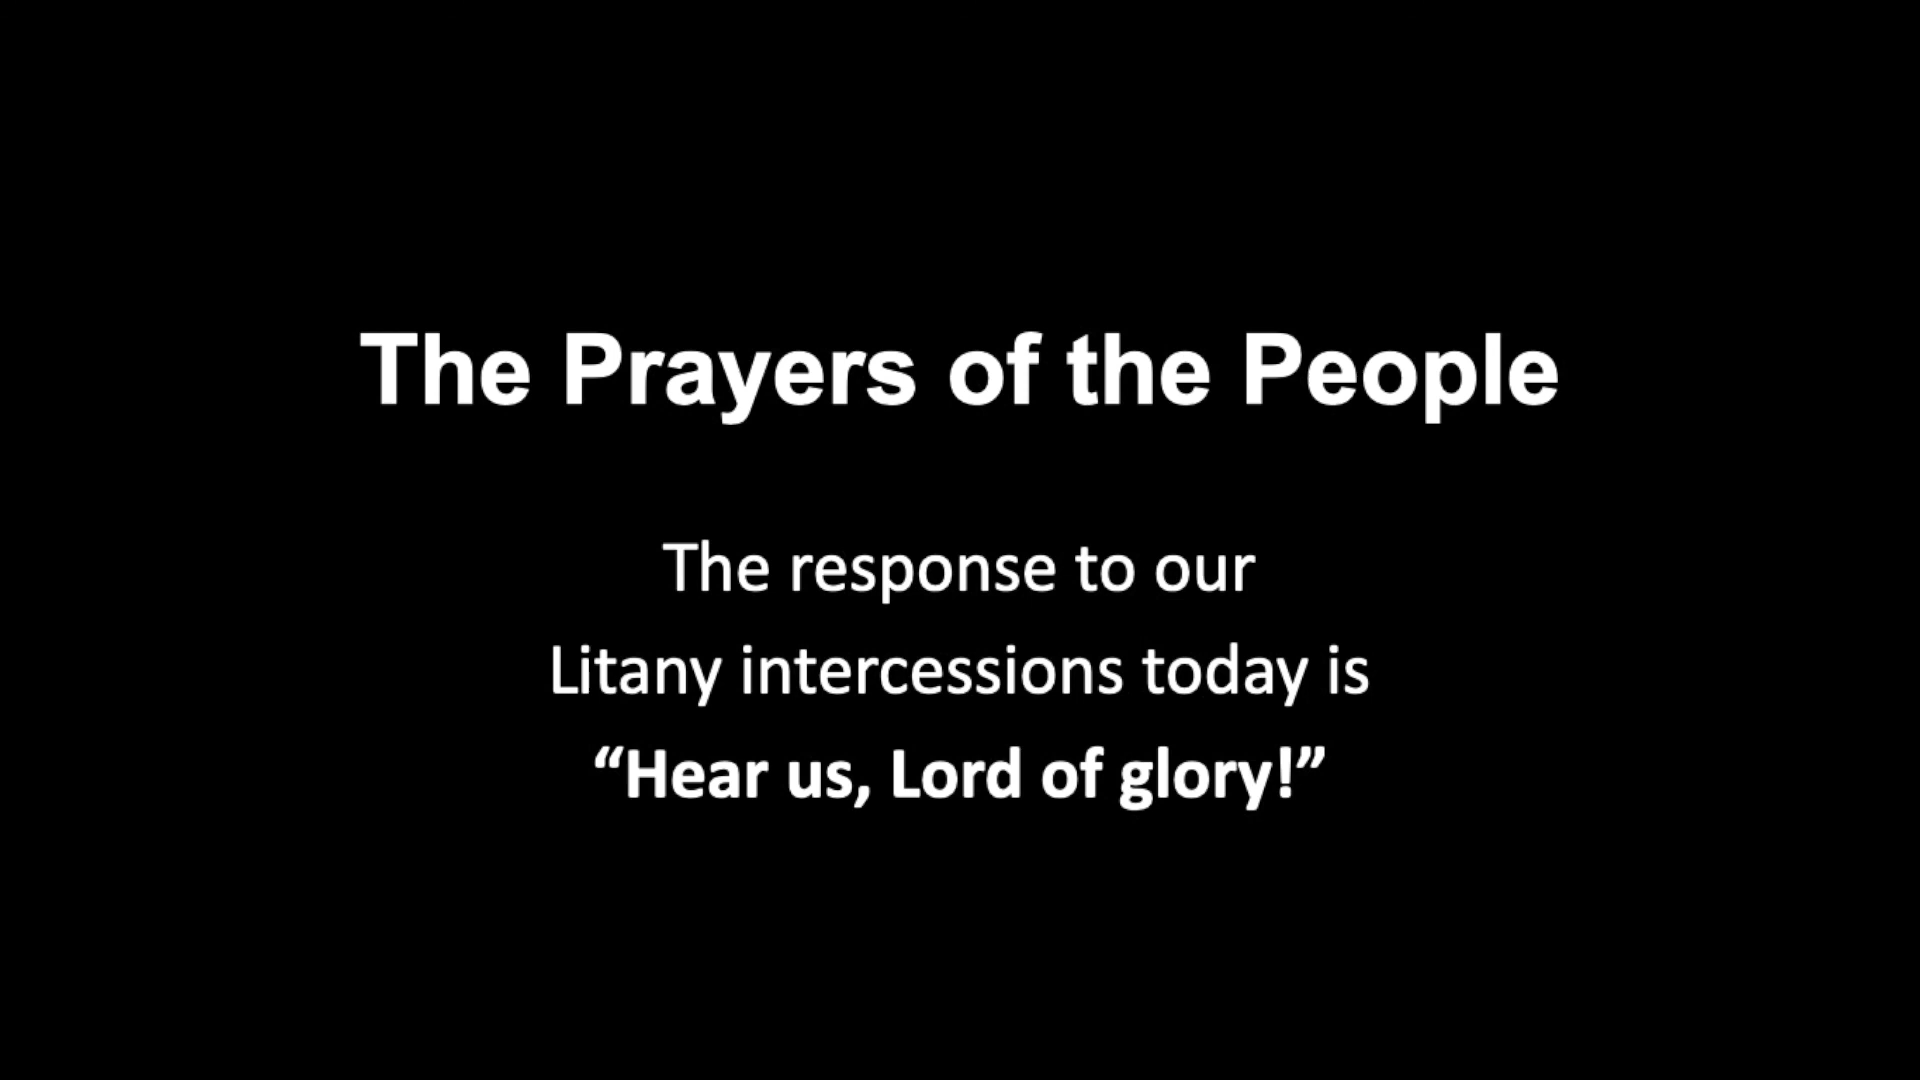 The Prayers of the People
The response to our
Litany intercessions today is
“Hear us, Lord of glory!”